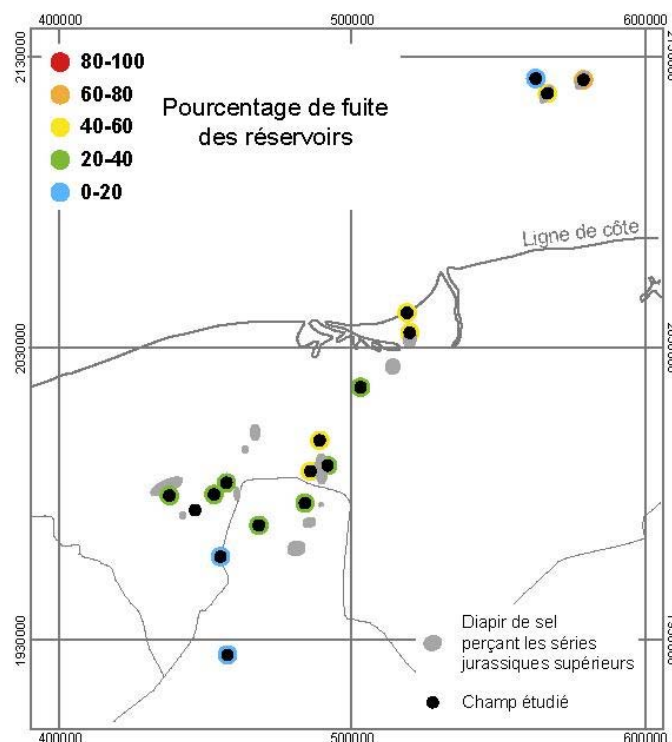 400000 500000 600000
2130000
80-100
60-80
40-60
20-40
0-20
Pourcentage de fuite
des réservoirs
Ligne de côte
2030000
1930000
Diapir de sel
perçant les séries
jurassiques supérieurs
Champ étudié
400000 500000 600000